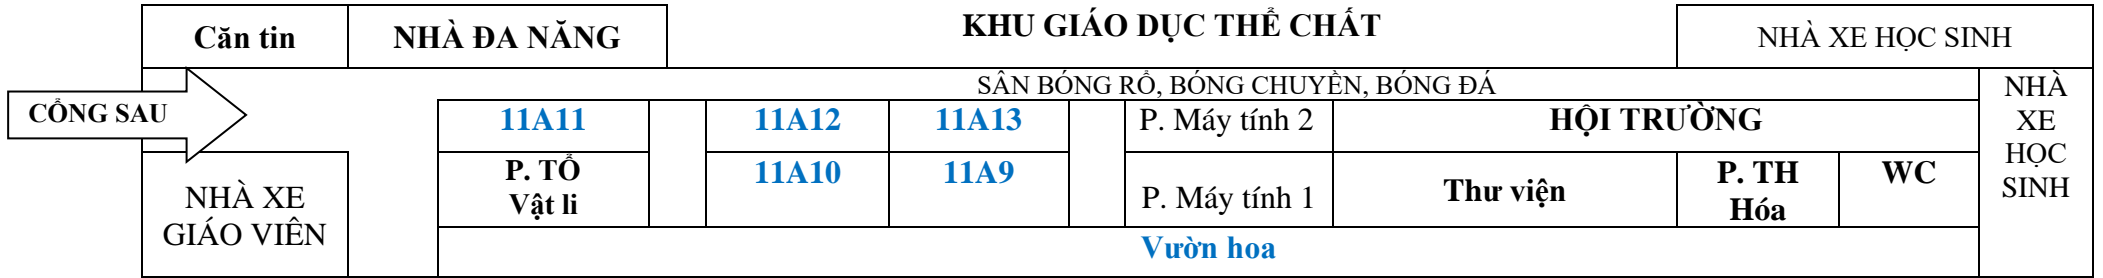 Căn tin
NHÀ ĐA NĂNG
KHU GIÁO DỤC THỂ CHẤT
NHÀ XE HỌC SINH
SÂN BÓNG RỔ, BÓNG CHUYỀN, BÓNG ĐÁ
NHÀ
XE
HỌC
SINH
CỔNG SAU
11A11
11A12
11A13
P. Máy tính 2
HỘI TRƯỜNG
NHÀ XE
GIÁO VIÊN
P. TỔ
Vật li
11A10
11A9
P. Máy tính 1
Thư viện
P. TH
Hóa
WC
Vườn hoa